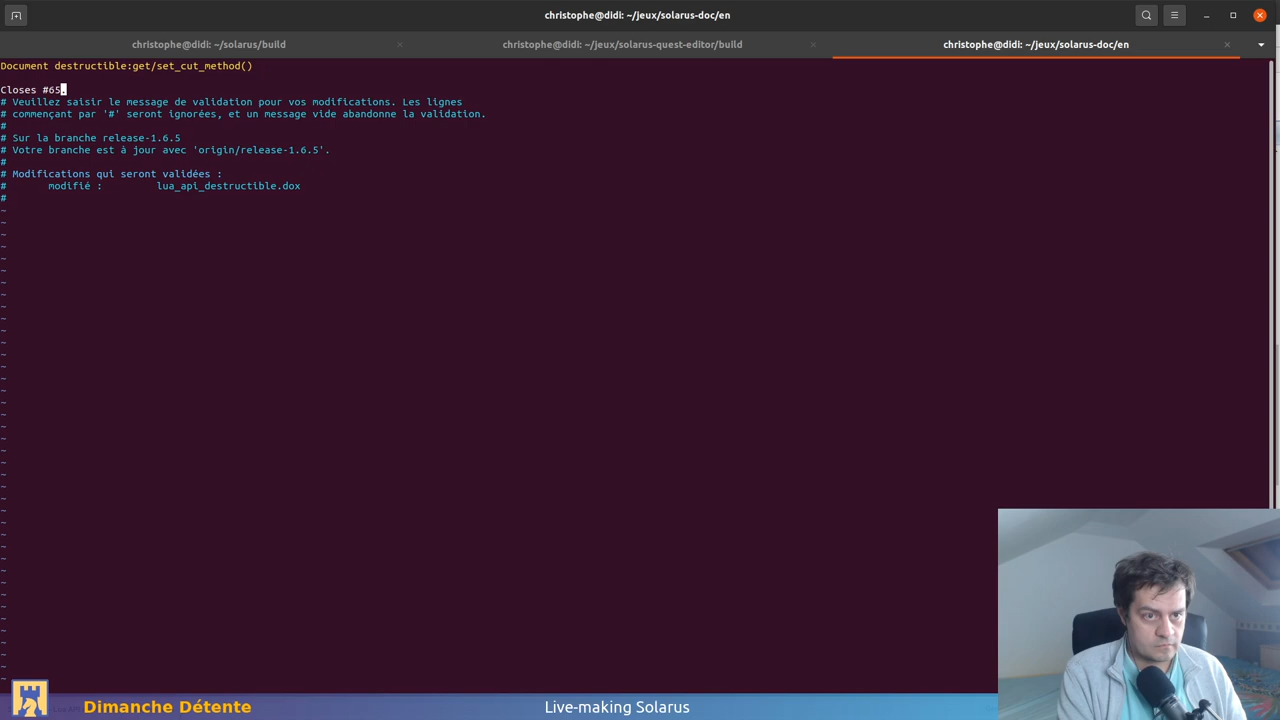 christophe@didi: ~/jeux/solarus-doc/en
christophe@didi: ~/solarus/build
christophe@didi: ~/jeux/solarus-quest-editor/build
christophe@didi: ~/jeux/solarus-doc/en
Document destructible:get/set_cut_method()
Closes #65.
# Veuillez saisir le message de validation pour vos modifications. Les lignes
# commençant par '#' seront ignorées, et un message vide abandonne la validation.
#
# Sur la branche release-1.6.5
# Votre branche est à jour avec 'origin/release-1.6.5'.
#
# Modifications qui seront validées :
# modifié : lua_api_destructible.dox
#
Dimanche Détente
Live-making Solarus